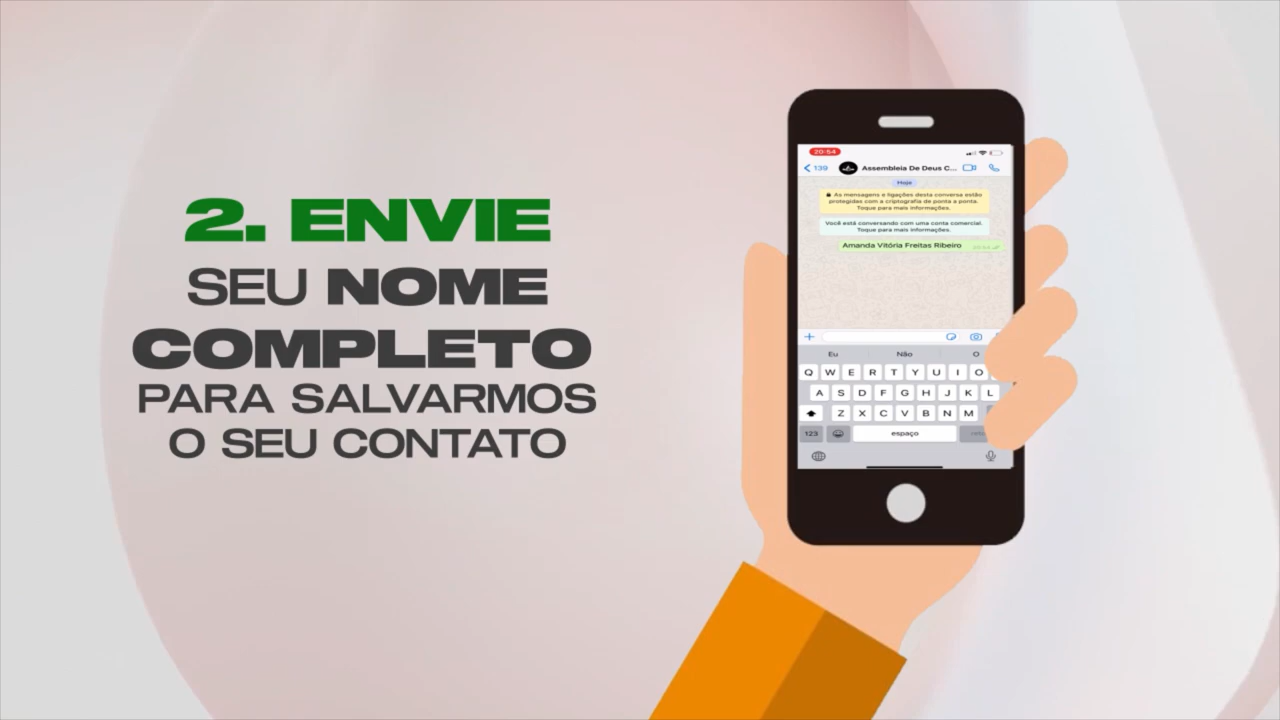 2. ENVIE
SEU NOME
COMPLETO
PARA SALVARMOS
O SEU CONTATO
20:54
139
Assembleia De Deus C...
Hoje
As mensagens e ligações desta conversa estão
protegidas com a criptografia de ponta a ponta.
Toque para mais informações.
Você está conversando com uma conta comercial.
Toque para mais informações.
Amanda Vitória Freitas Ribeiro 20:54
Eu Não O
Q W E R T Y U I O
A S D F G H J K L
Z X C V B N M
123 espaço